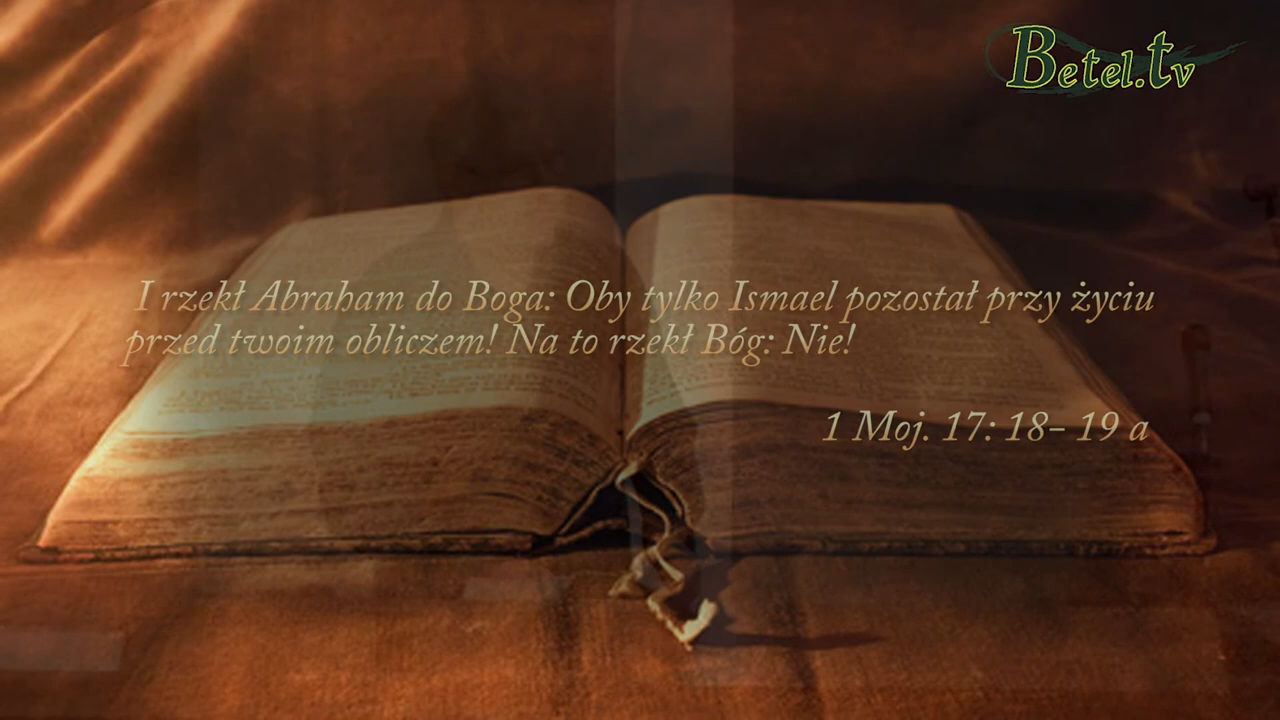 Betel.tv
I rzekł Abraham do Boga: Oby tylko Ismael pozostał przy życiu
przed twoim obliczem! Na to rzekł Bóg: Nie!
1 Moj. 17: 18- 19 a